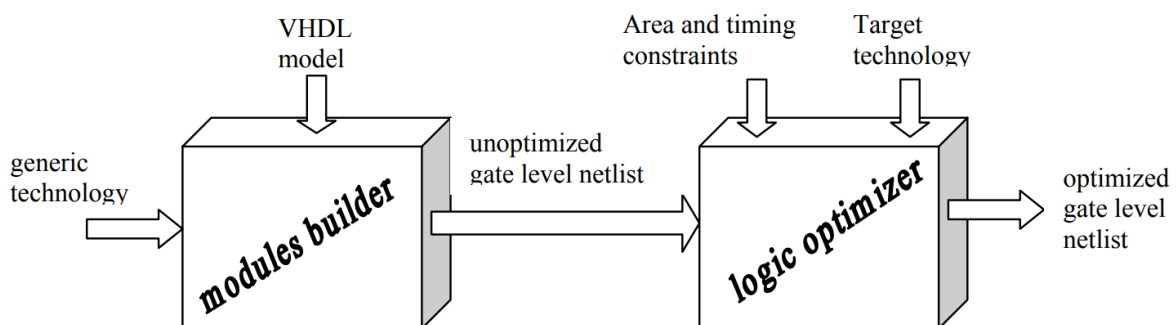 VHDL
model
Area and timing
constraints
Target
technology
generic
technology
modules builder
unoptimized
gate level netlist
logic optimizer
optimized
gate level
netlist